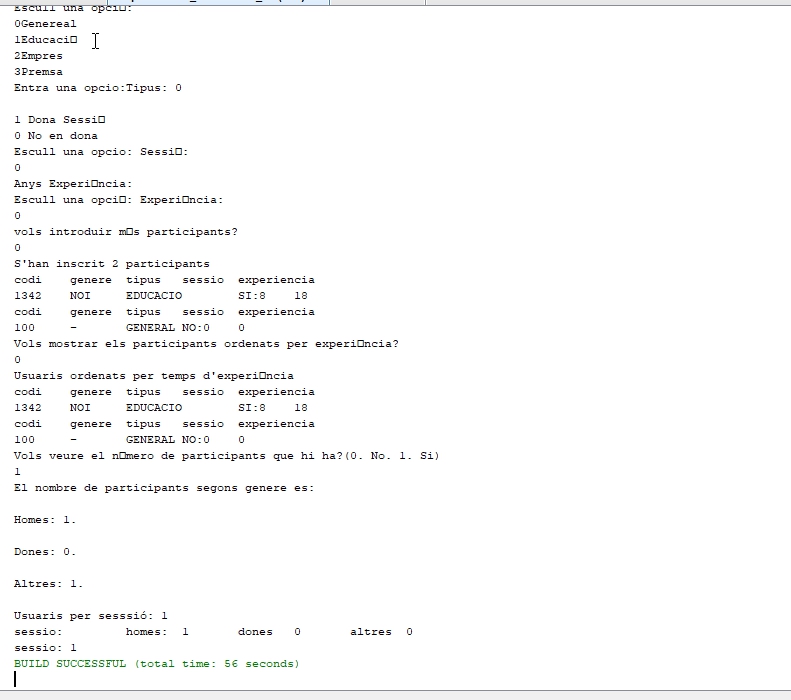 Escull una opci□:
0Genereal
1Educaci□
2Empres
3Premsa
Entra una opcio:Tipus: 0
1 Dona Sessi□
0 No en dona
Escull una opcio: Sessi□:
0
Anys Experi□ncia:
Escull una opci□: Experi□ncia:
0
vols introduir m□s participants?
0
S'han inscrit 2 participants
codi genere tipus sessio experiencia
1342 NOI EDUCACIO SI:8 18
codi genere tipus sessio experiencia
100 - GENERAL NO:0 0
Vols mostrar els participants ordenats per experi□ncia?
0
Usuaris ordenats per temps d'experi□ncia
codi genere tipus sessio experiencia
1342 NOI EDUCACIO SI:8 18
codi genere tipus sessio experiencia
100 - GENERAL NO:0 0
Vols veure el n□mero de participants que hi ha?(0. No. 1. Si)
1
El nombre de participants segons genere es:
Homes: 1.
Dones: 0.
Altres: 1.
Usuaris per sesssió: 1
sessio: homes: 1 dones 0 altres 0
sessio: 1
BUILD SUCCESSFUL (total time: 56 seconds)